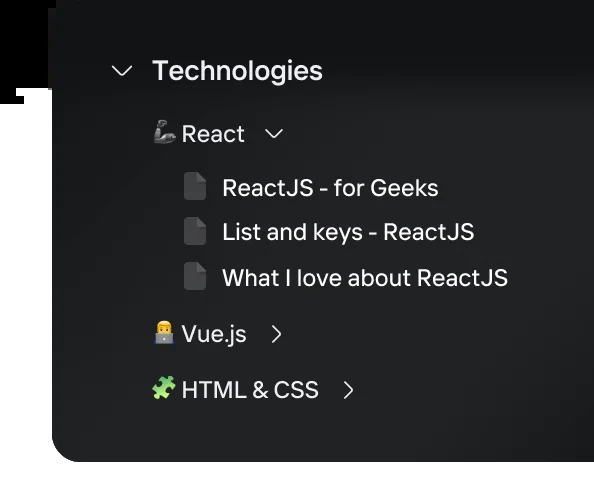 Technologies
React
ReactJS - for Geeks
List and keys - ReactJS
What I love about ReactJS
Vue.js
HTML & CSS